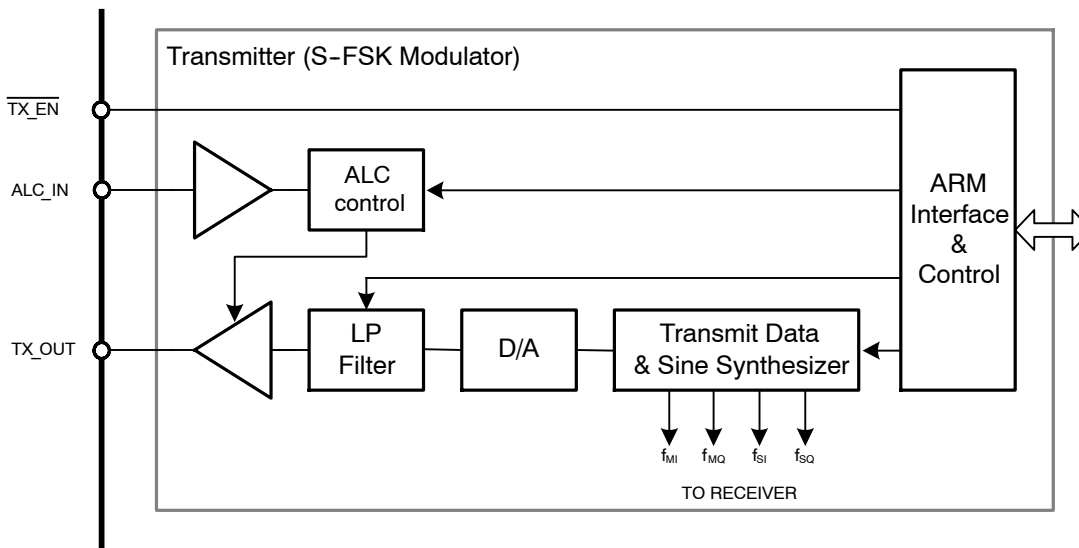 Transmitter (S-FSK Modulator)
TX_EN
ALC_IN
ALC
control
ARM
Interface
&
Control
TX_OUT
LP
Filter
D/A
Transmit Data
& Sine Synthesizer
fMI fMQ fSI fSQ
TO RECEIVER